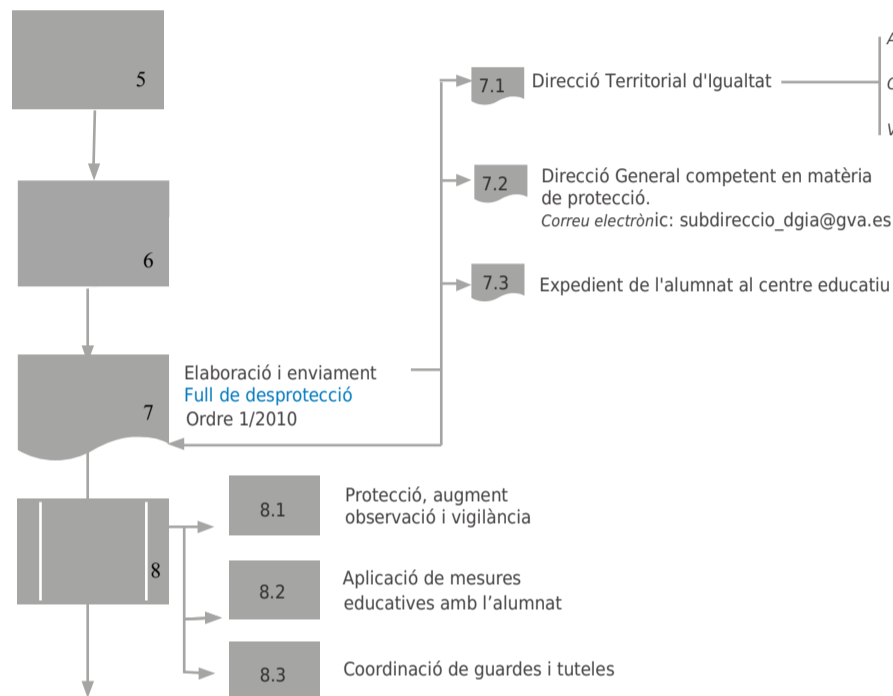 5
6
7
Elaboració i enviament
Full de desprotecció
Ordre 1/2010
7.1
Direcció Territorial d'Igualtat
7.2
Direcció General competent en matèria
de protecció.
Correu electrònic: subdireccio_dgia@gva.es
7.3
Expedient de l'alumnat al centre educatiu
8
8.1
Protecció, augment
observació i vigilància
8.2
Aplicació de mesures
educatives amb l’alumnat
8.3
Coordinació de guardes i tuteles